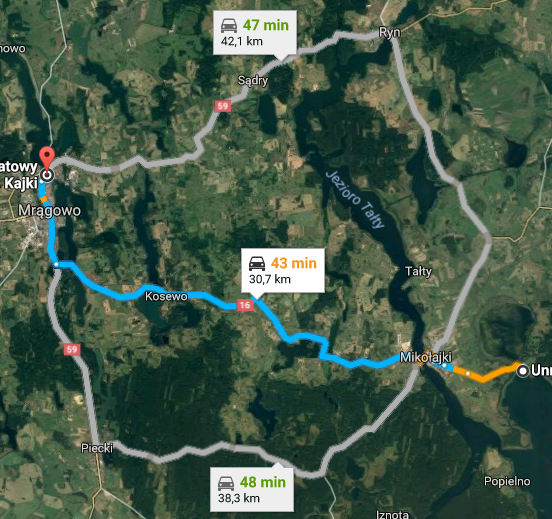 47 min
42,1 km
Ryn
nowo
Sądry
59
atowy
Kajki
Jezioro Tałty
Mrągowo
43 min
30,7 km
Tałty
Kosewo
16
59
Mikołajki
Unr
Piecki
48 min
38,3 km
Popielno
Iznota